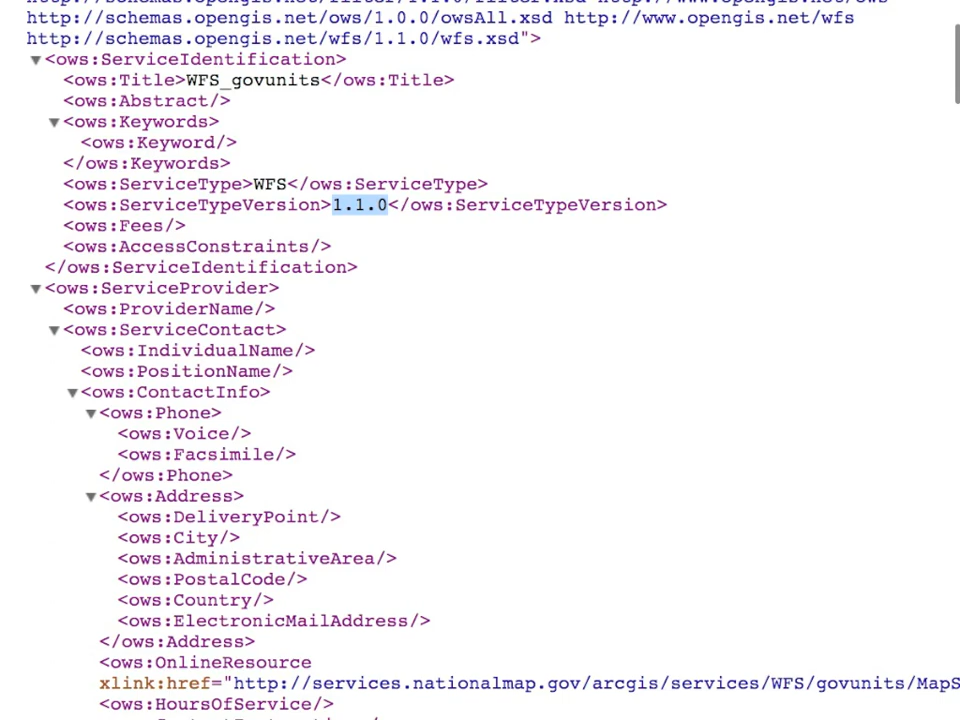 http://schemas.opengis.net/ows/1.0.0/owsAll.xsd http://www.opengis.net/wfs
http://schemas.opengis.net/wfs/1.1.0/wfs.xsd">
▼<ows:ServiceIdentification>
<ows:Title>WFS_govunits</ows:Title>
<ows:Abstract/>
▼<ows:Keywords>
<ows:Keyword/>
</ows:Keywords>
<ows:ServiceType>WFS</ows:ServiceType>
<ows:ServiceTypeVersion>1.1.0</ows:ServiceTypeVersion>
<ows:Fees/>
<ows:AccessConstraints/>
</ows:ServiceIdentification>
▼<ows:ServiceProvider>
<ows:ProviderName/>
▼<ows:ServiceContact>
<ows:IndividualName/>
<ows:PositionName/>
▼<ows:ContactInfo>
▼<ows:Phone>
<ows:Voice/>
<ows:Facsimile/>
</ows:Phone>
▼<ows:Address>
<ows:DeliveryPoint/>
<ows:City/>
<ows:AdministrativeArea/>
<ows:PostalCode/>
<ows:Country/>
<ows:ElectronicMailAddress/>
</ows:Address>
<ows:OnlineResource
xlink:href="http://services.nationalmap.gov/arcgis/services/WFS/govunits/MapS
<ows:HoursOfService/>